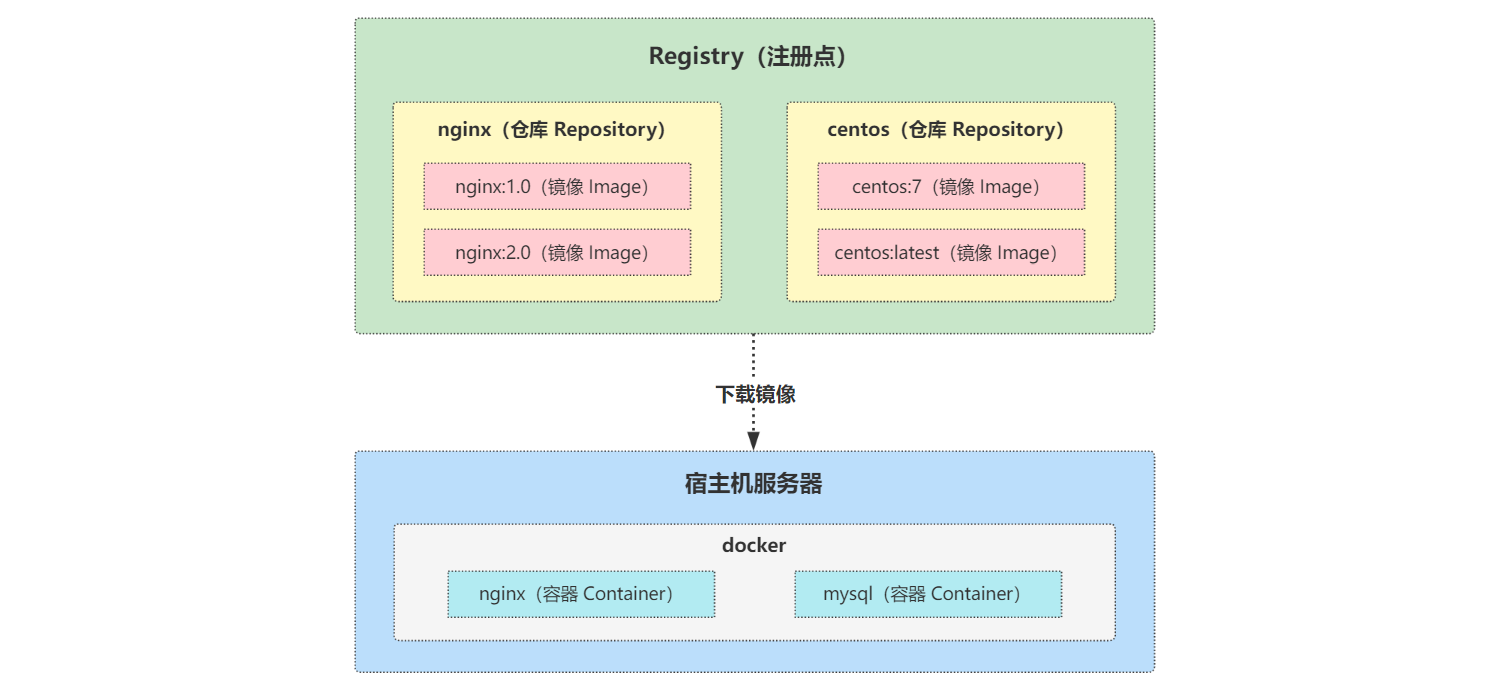 Registry（注册点）
nginx（仓库 Repository）
centos（仓库 Repository）
nginx:1.0（镜像 Image）
centos:7（镜像 Image）
nginx:2.0（镜像 Image）
centos:latest（镜像 Image）
下载镜像
宿主机服务器
docker
nginx（容器 Container）
mysql（容器 Container）